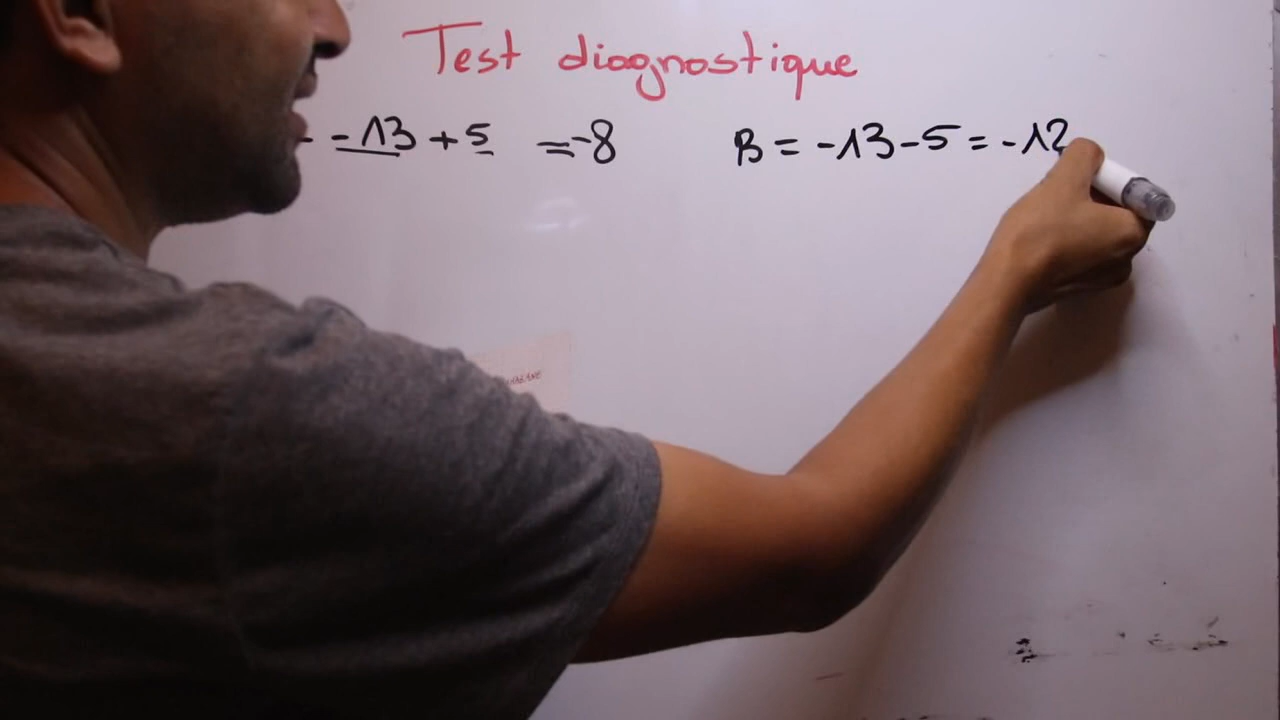 Test diagnostique
-13 + 5 = -8 B = -13-5 = -12